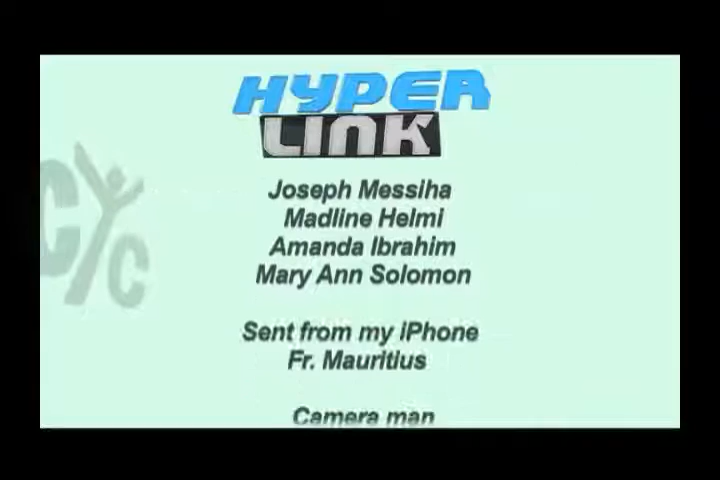 HYPER
LINK
CYC
Joseph Messiha
Madline Helmi
Amanda Ibrahim
Mary Ann Solomon
Sent from my iPhone
Fr. Mauritius
Camera man